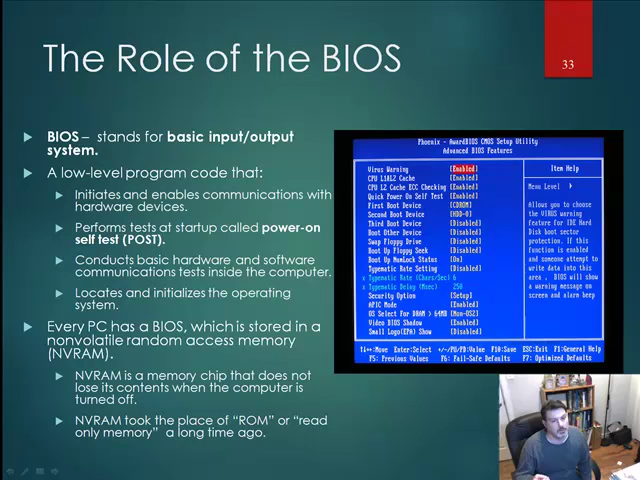 The Role of the BIOS
33
BIOS – stands for basic input/output
system.
A low-level program code that:
Initiates and enables communications with
hardware devices.
Performs tests at startup called power-on
self test (POST).
Conducts basic hardware and software
communications tests inside the computer.
Locates and initializes the operating
system.
Every PC has a BIOS, which is stored in a
nonvolatile random access memory
(NVRAM).
NVRAM is a memory chip that does not
lose its contents when the computer is
turned off.
NVRAM took the place of “ROM” or “read
only memory” a long time ago.
Phoenix - AwardBIOS CMOS Setup Utility
Advanced BIOS Features
Virus Warning [Enabled]
CPU L1&L2 Cache [Enabled]
CPU L2 Cache ECC Checking [Enabled]
Quick Power On Self Test [Enabled]
First Boot Device [CDROM]
Second Boot Device [HDD-0]
Third Boot Device [Disabled]
Boot Other Device [Disabled]
Swap Floppy Drive [Disabled]
Boot Up Floppy Seek [Disabled]
Boot Up NumLock Status [On]
Typematic Rate Setting [Disabled]
x Typematic Rate (Chars/Sec) 6
x Typematic Delay (Msec) 250
Security Option [Setup]
APIC Mode [Enabled]
OS Select For DRAM > 64MB [Non-OS2]
Video BIOS Shadow [Enabled]
Small Logo(EPA) Show [Disabled]
Item Help
Menu Level
Allows you to choose
the VIRUS warning
feature for IDE Hard
Disk boot sector
protection. If this
function is enabled
and someone attempt to
write data into this
area , BIOS will show
a warning message on
screen and alarm beep
↑↓→←:Move Enter:Select +/-/PU/PD:Value F10:Save ESC:Exit F1:General Help
F5: Previous Values F6: Fail-Safe Defaults F7: Optimized Defaults